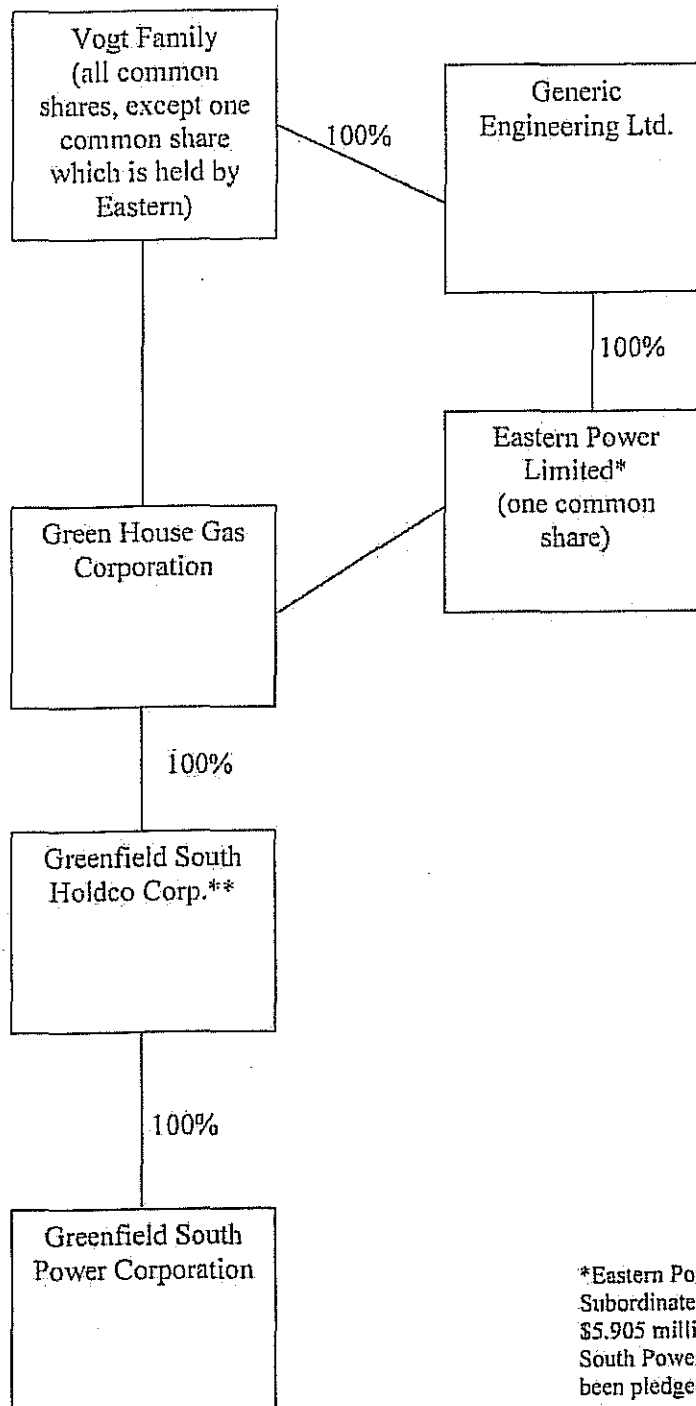 Vogt Family
(all common
shares, except one
common share
which is held by
Eastern)
100%
Generic
Engineering Ltd.
100%
Eastern Power
Limited*
(one common
share)
Green House Gas
Corporation
100%
Greenfield South
Holdco Corp.**
100%
Greenfield South
Power Corporation
*Eastern Po
Subordinate
$5.905 milli
South Powe
been pledge